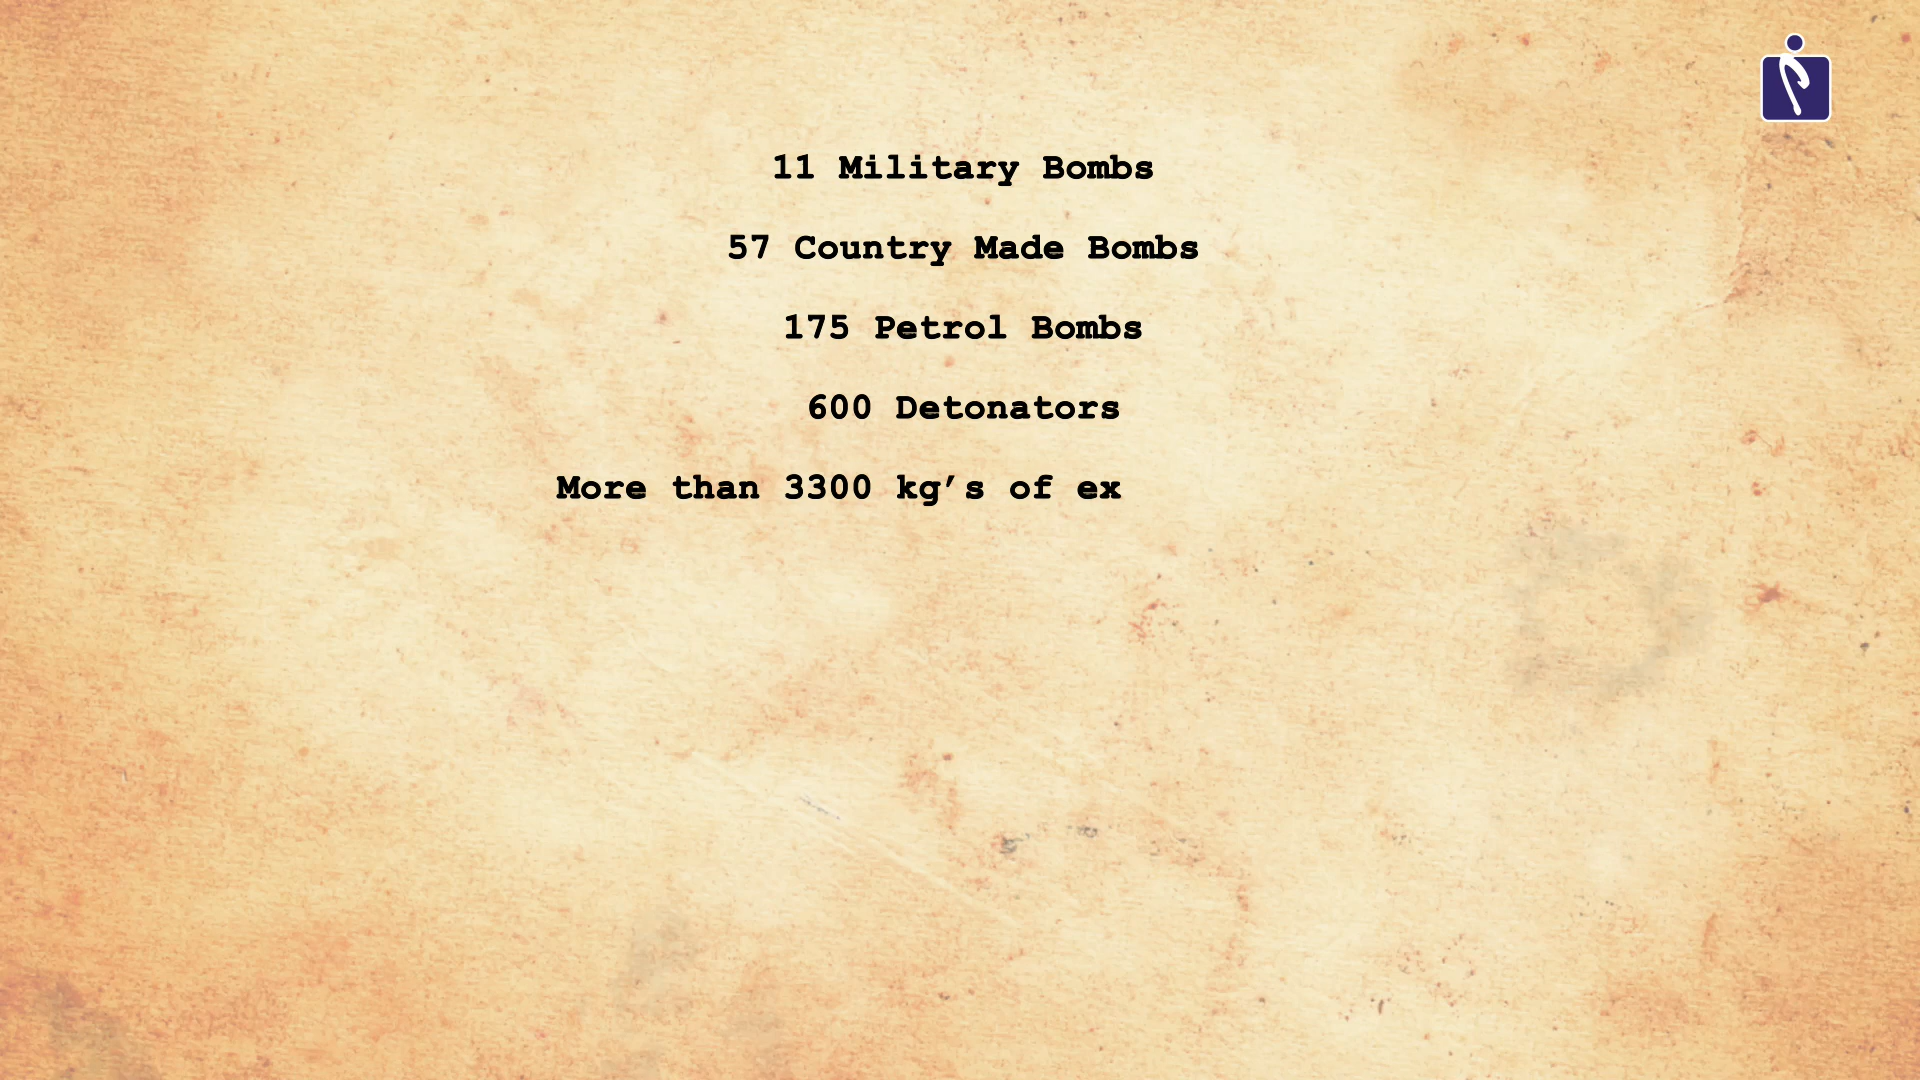 11 Military Bombs
57 Country Made Bombs
175 Petrol Bombs
600 Detonators
More than 3300 kg’s of ex